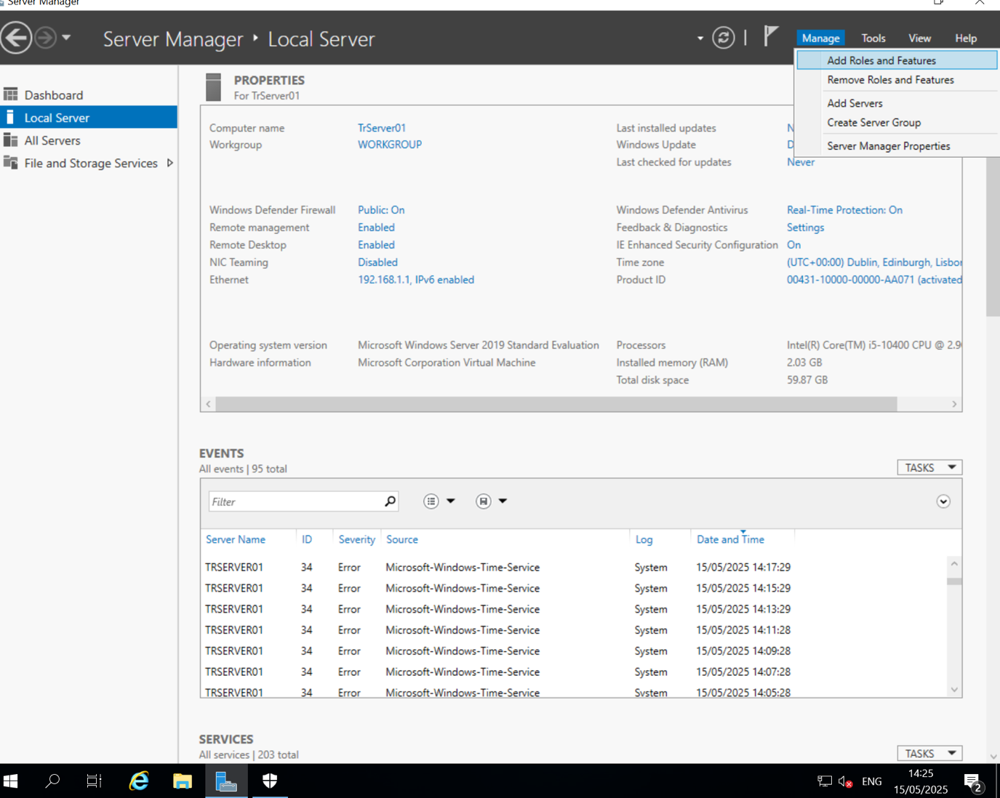 Server Manager
Server Manager ‣ Local Server
Manage Tools View Help
Add Roles and Features
Remove Roles and Features
Add Servers
Create Server Group
Server Manager Properties
Dashboard
Local Server
All Servers
File and Storage Services
PROPERTIES
For TrServer01
Computer name TrServer01
Workgroup WORKGROUP
Last installed updates N
Windows Update D
Last checked for updates Never
Windows Defender Firewall Public: On
Remote management Enabled
Remote Desktop Enabled
NIC Teaming Disabled
Ethernet 192.168.1.1, IPv6 enabled
Windows Defender Antivirus Real-Time Protection: On
Feedback & Diagnostics Settings
IE Enhanced Security Configuration On
Time zone (UTC+00:00) Dublin, Edinburgh, Lisbor
Product ID 00431-10000-00000-AA071 (activated
Operating system version Microsoft Windows Server 2019 Standard Evaluation
Hardware information Microsoft Corporation Virtual Machine
Processors Intel(R) Core(TM) i5-10400 CPU @ 2.9
Installed memory (RAM) 2.03 GB
Total disk space 59.87 GB
EVENTS
All events | 95 total
TASKS
Filter
Server Name ID Severity Source Log Date and Time
TRSERVER01 34 Error Microsoft-Windows-Time-Service System 15/05/2025 14:17:29
TRSERVER01 34 Error Microsoft-Windows-Time-Service System 15/05/2025 14:15:29
TRSERVER01 34 Error Microsoft-Windows-Time-Service System 15/05/2025 14:13:29
TRSERVER01 34 Error Microsoft-Windows-Time-Service System 15/05/2025 14:11:28
TRSERVER01 34 Error Microsoft-Windows-Time-Service System 15/05/2025 14:09:28
TRSERVER01 34 Error Microsoft-Windows-Time-Service System 15/05/2025 14:07:28
TRSERVER01 34 Error Microsoft-Windows-Time-Service System 15/05/2025 14:05:28
SERVICES
All services | 203 total
TASKS
ENG
14:25
15/05/2025
2